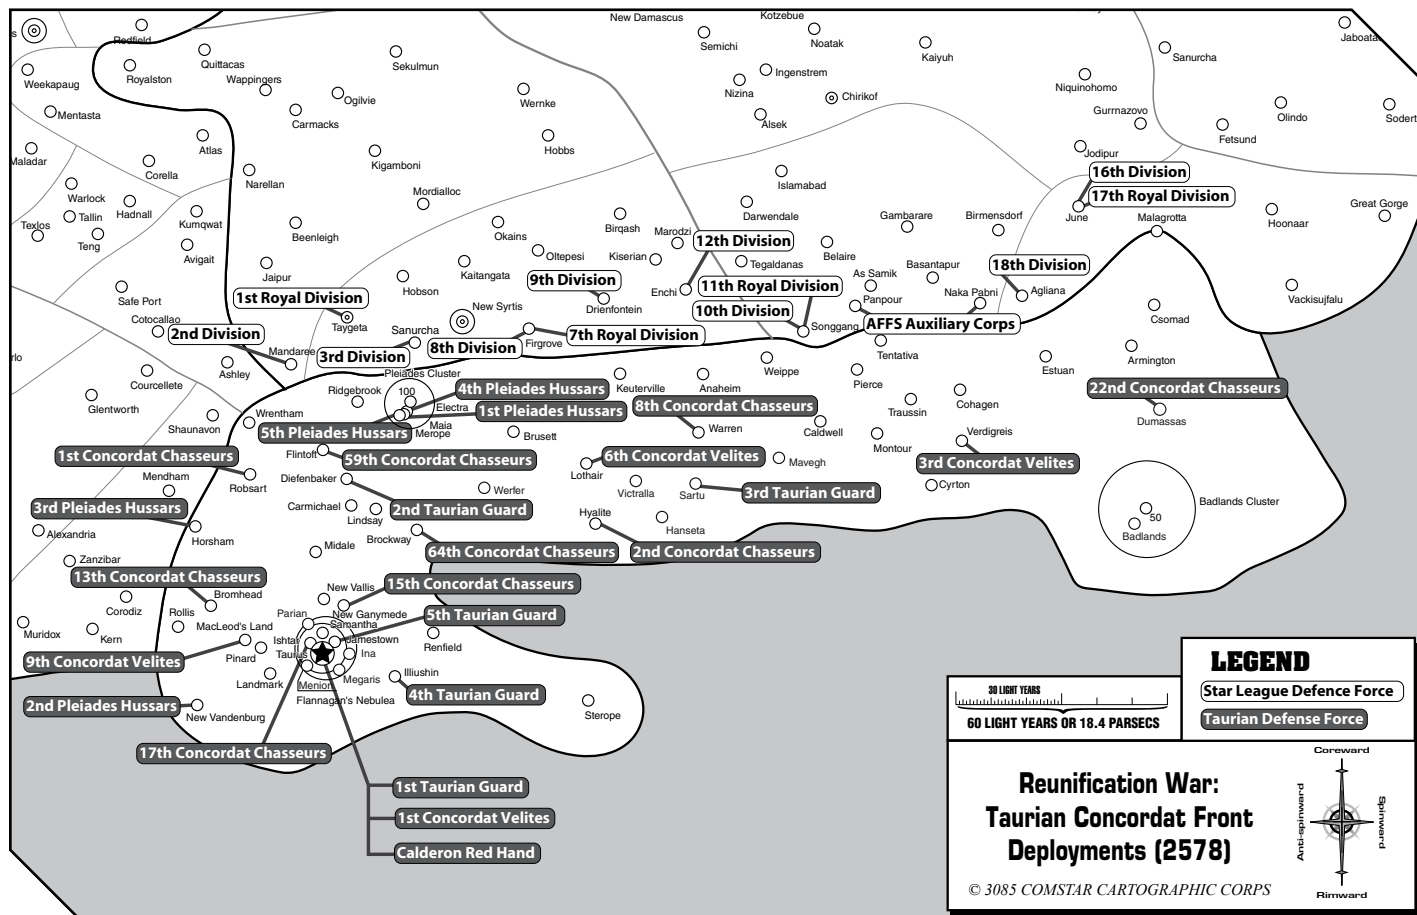 New Damascus
Kotzebue
s
Redfield
Semichi
Noatak
Kaiyuh
Sanurcha
Jaboata
Quittacas
Weekapaug
Royalston
Wappingers
Sekulmun
Ingenstrem
Nizina
Niquinohomo
Ogilvie
Wernke
Chirikof
Mentasta
Carmacks
Alsek
Gurrnazovo
Olindo
Sodert
Fetsund
Atlas
Hobbs
Jodipur
Maladar
Corella
Kigamboni
16th Division
Narellan
Islamabad
Warlock
Mordialloc
17th Royal Division
Texlos
Tallin
Hadnall
Kumqwat
Darwendale
Gambarare
Birmensdorf
June
Malagrotta
Hoonaar
Great Gorge
Teng
Beenleigh
Okains
Birqash
Marodzi
12th Division
Avigait
Oltepesi
Kiserian
Belaire
Jaipur
Kaitangata
Tegaldanas
As Samik
Basantapur
18th Division
Hobson
9th Division
11th Royal Division
Safe Port
1st Royal Division
New Syrtis
Drienfontein
Enchi
Panpour
Naka Pabni
Agliana
Vackisujfalu
Cotocallao
Taygeta
10th Division
Songgang
AFFS Auxiliary Corps
Csomad
2nd Division
Sanurcha
7th Royal Division
rlo
Mandaree
3rd Division
8th Division
Firgrove
Tentativa
Armington
Ashley
Pleiades Cluster
Weippe
Estuan
Courcellete
Ridgebrook
100
4th Pleiades Hussars
Keuterville
Anaheim
Pierce
22nd Concordat Chasseurs
Glenthworth
Electra
1st Pleiades Hussars
8th Concordat Chasseurs
Traussin
Cohagen
Wrentham
Maia
Shaunavon
5th Pleiades Hussars
Merope
Brusett
Warren
Caldwell
Montour
Verdigreis
Dumassas
1st Concordat Chasseurs
Flintoft
59th Concordat Chasseurs
6th Concordat Velites
Mavegh
3rd Concordat Velites
Mendham
Robsart
Diefenbaker
Lothair
Werfer
Victralla
Sartu
3rd Taurian Guard
Cyrton
Badlands Cluster
3rd Pleiades Hussars
Carmichael
Lindsay
2nd Taurian Guard
Hyalite
Hanseta
50
Alexandria
Horsham
Brockway
Badlands
Midale
64th Concordat Chasseurs
2nd Concordat Chasseurs
Zanzibar
13th Concordat Chasseurs
New Vallis
15th Concordat Chasseurs
Corodiz
Bromhead
Rollis
Parian
New Ganymede
5th Taurian Guard
Muridox
Kern
MacLeod's Land
Samantha
Ishtar
Jamestown
Renfield
9th Concordat Velites
Pinard
Taurus
Ina
Landmark
Menion
Megaris
Illiushin
Flannagan's Nebulea
4th Taurian Guard
2nd Pleiades Hussars
New Vandenburg
Sterope
17th Concordat Chasseurs
1st Taurian Guard
1st Concordat Velites
Calderon Red Hand
LEGEND
Star League Defence Force
Taurian Defense Force
30 LIGHT YEARS
60 LIGHT YEARS OR 18.4 PARSECS
Reunification War:
Taurian Concordat Front
Deployments (2578)
© 3085 COMSTAR CARTOGRAPHIC CORPS
Coreward
Anti-spinward
Spinward
Rimward